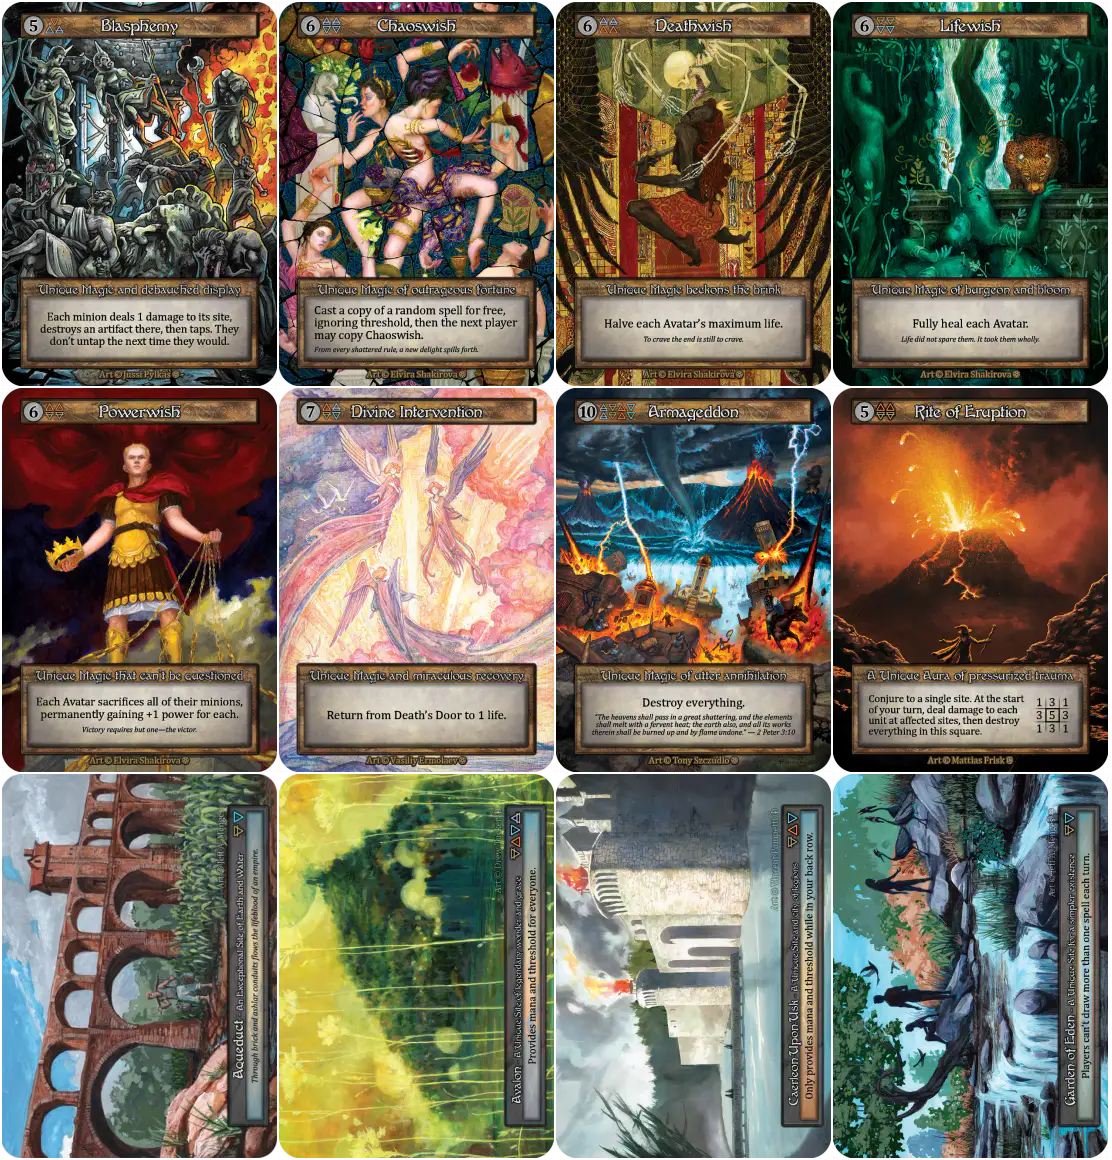 5 Blasphemy
Unique Magic and debauched display
Each minion deals 1 damage to its site,
destroys an artifact there, then taps. They
don't untap the next time they would.
Art © Jussi Pylkäs
6 Chaoswish
Unique Magic of outrageous fortune
Cast a copy of a random spell for free,
ignoring threshold, then the next player
may copy Chaoswish.
From every shattered rule, a new delight spills forth.
Art © Elvira Shakirova
6 Deathwish
Unique Magic beckons the brink
Halve each Avatar's maximum life.
To crave the end is still to crave.
Art © Elvira Shakirova
6 Lifewish
Unique Magic of burgeon and bloom
Fully heal each Avatar.
Life did not spare them. It took them wholly.
Art © Elvira Shakirova
6 Powerwish
Unique Magic that can't be questioned
Each Avatar sacrifices all of their minions,
permanently gaining +1 power for each.
Victory requires but one—the victor.
Art © Elvira Shakirova
7 Divine Intervention
Unique Magic and miraculous recovery
Return from Death's Door to 1 life.
Art © Vasiliy Ermolaev
10 Armageddon
Unique Magic of utter annihilation
Destroy everything.
"The heavens shall pass in a great shattering, and the elements
shall melt with a fervent heat; the earth also, and all its works
therein shall be burned up and by flame undone." — 2 Peter 3:10
Art © Tony Szczudlo
5 Rite of Eruption
A Unique Aura of pressurized trauma
Conjure to a single site. At the start
of your turn, deal damage to each
unit at affected sites, then destroy
everything in this square.
1 3 1
3 5 3
1 3 1
Art © Mattias Frisk
Aqueduct - An Exceptional Site of Earth and Water
Through brick and ashlar conduits flows the lifeblood of an empire.
Avalon - A Unique Site of legendary wonder and grace
Provides mana and threshold for everyone.
Caerleon-Upon-Usk - A Unique Site and city of legions
Only provides mana and threshold while in your back row.
Garden of Eden - A Unique Site for a simpler existence
Players can't draw more than one spell each turn.